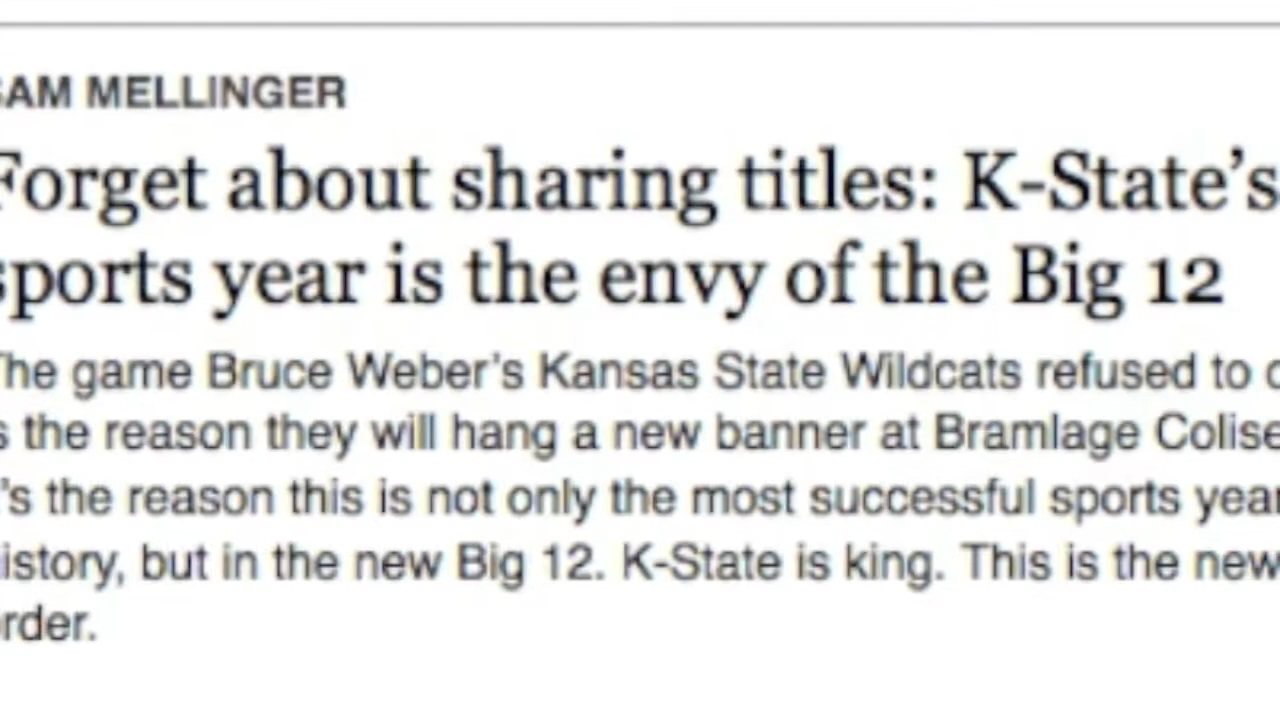 SAM MELLINGER
Forget about sharing titles: K-State's
sports year is the envy of the Big 12
The game Bruce Weber's Kansas State Wildcats refused to
the reason they will hang a new banner at Bramlage Colise
's the reason this is not only the most successful sports year
istory, but in the new Big 12. K-State is king. This is the new
rder.